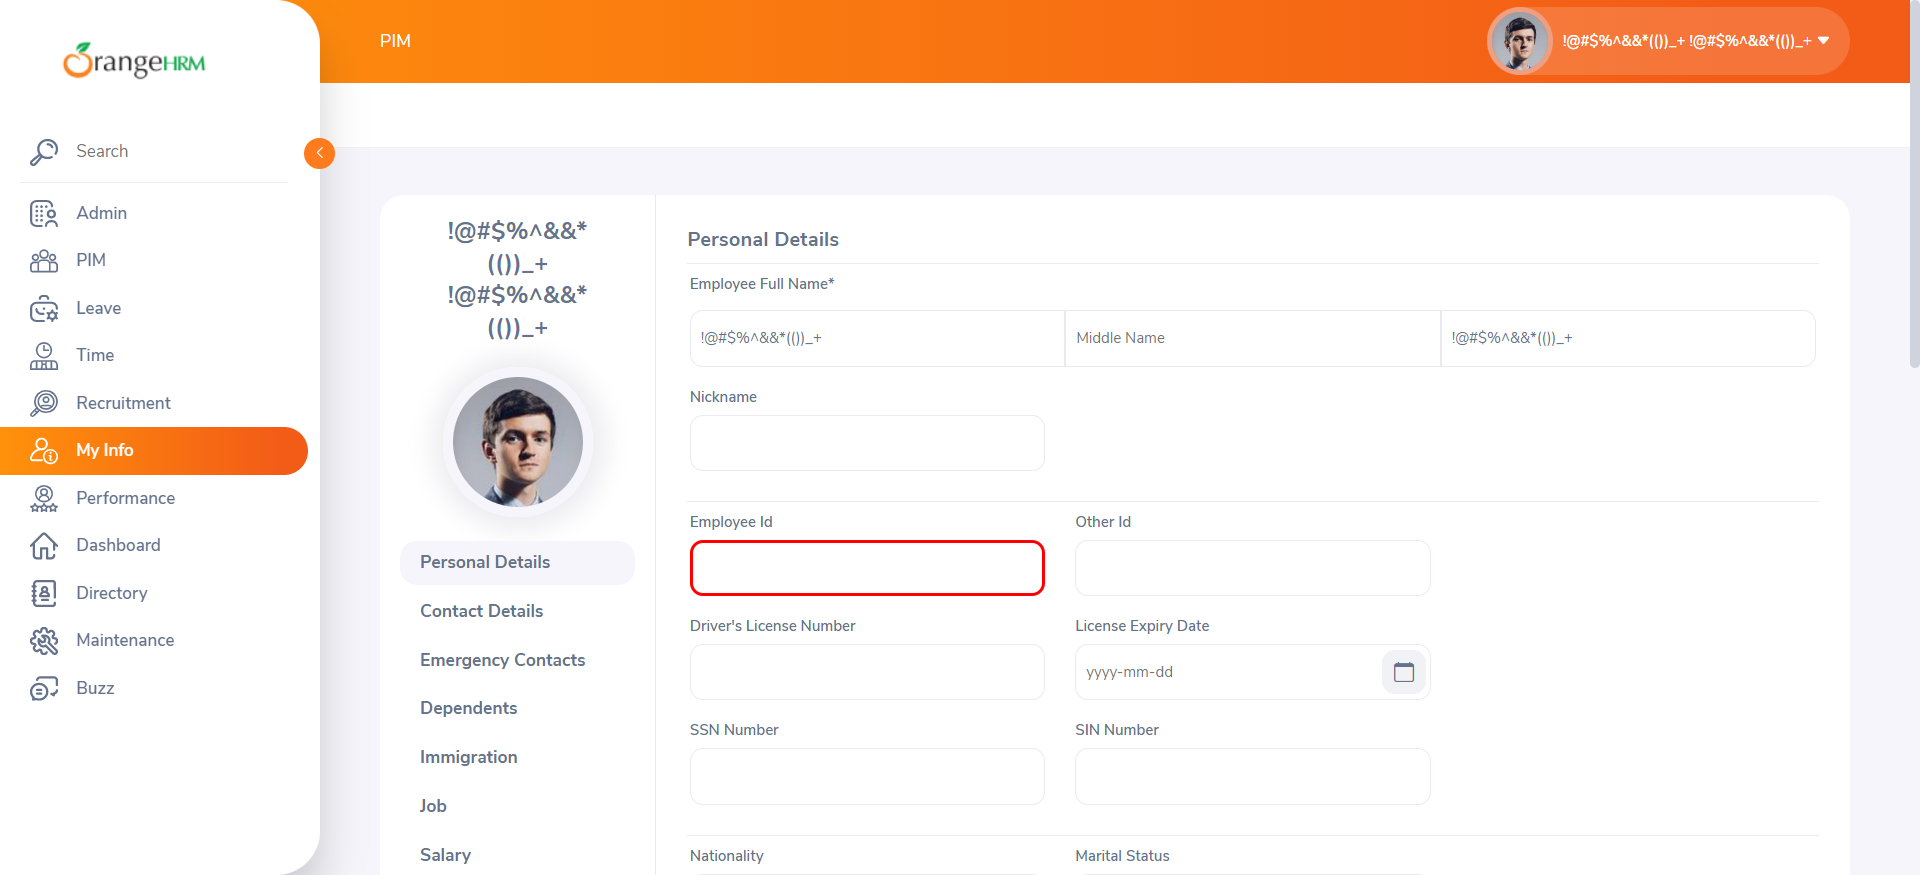 OrangeHRM
PIM
!@#$%^&&*(())_+ !@#$%^&&*(())_+
Search
Admin
PIM
Leave
Time
Recruitment
My Info
Performance
Dashboard
Directory
Maintenance
Buzz
!@#$%^&&*
(())_+
!@#$%^&&*
(())_+
Personal Details
Contact Details
Emergency Contacts
Dependents
Immigration
Job
Salary
Personal Details
Employee Full Name*
!@#$%^&&*(())_+ Middle Name !@#$%^&&*(())_+
Nickname
Employee Id Other Id
Driver's License Number License Expiry Date
yyyy-mm-dd
SSN Number SIN Number
Nationality Marital Status